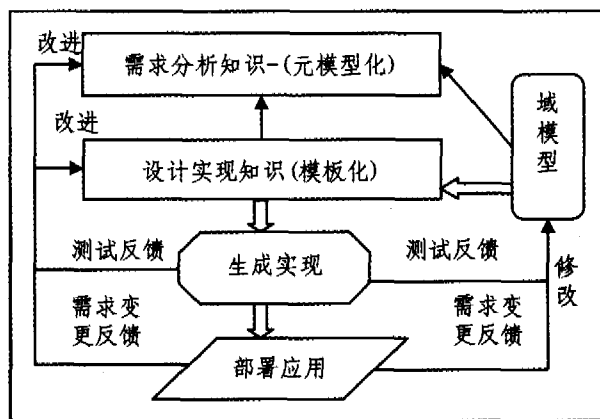 改进
需求分析知识-(元模型化)
域
模
型
改进
设计实现知识(模板化)
测试反馈
生成实现
测试反馈
修
改
需求变
更反馈
需求变
更反馈
部署应用